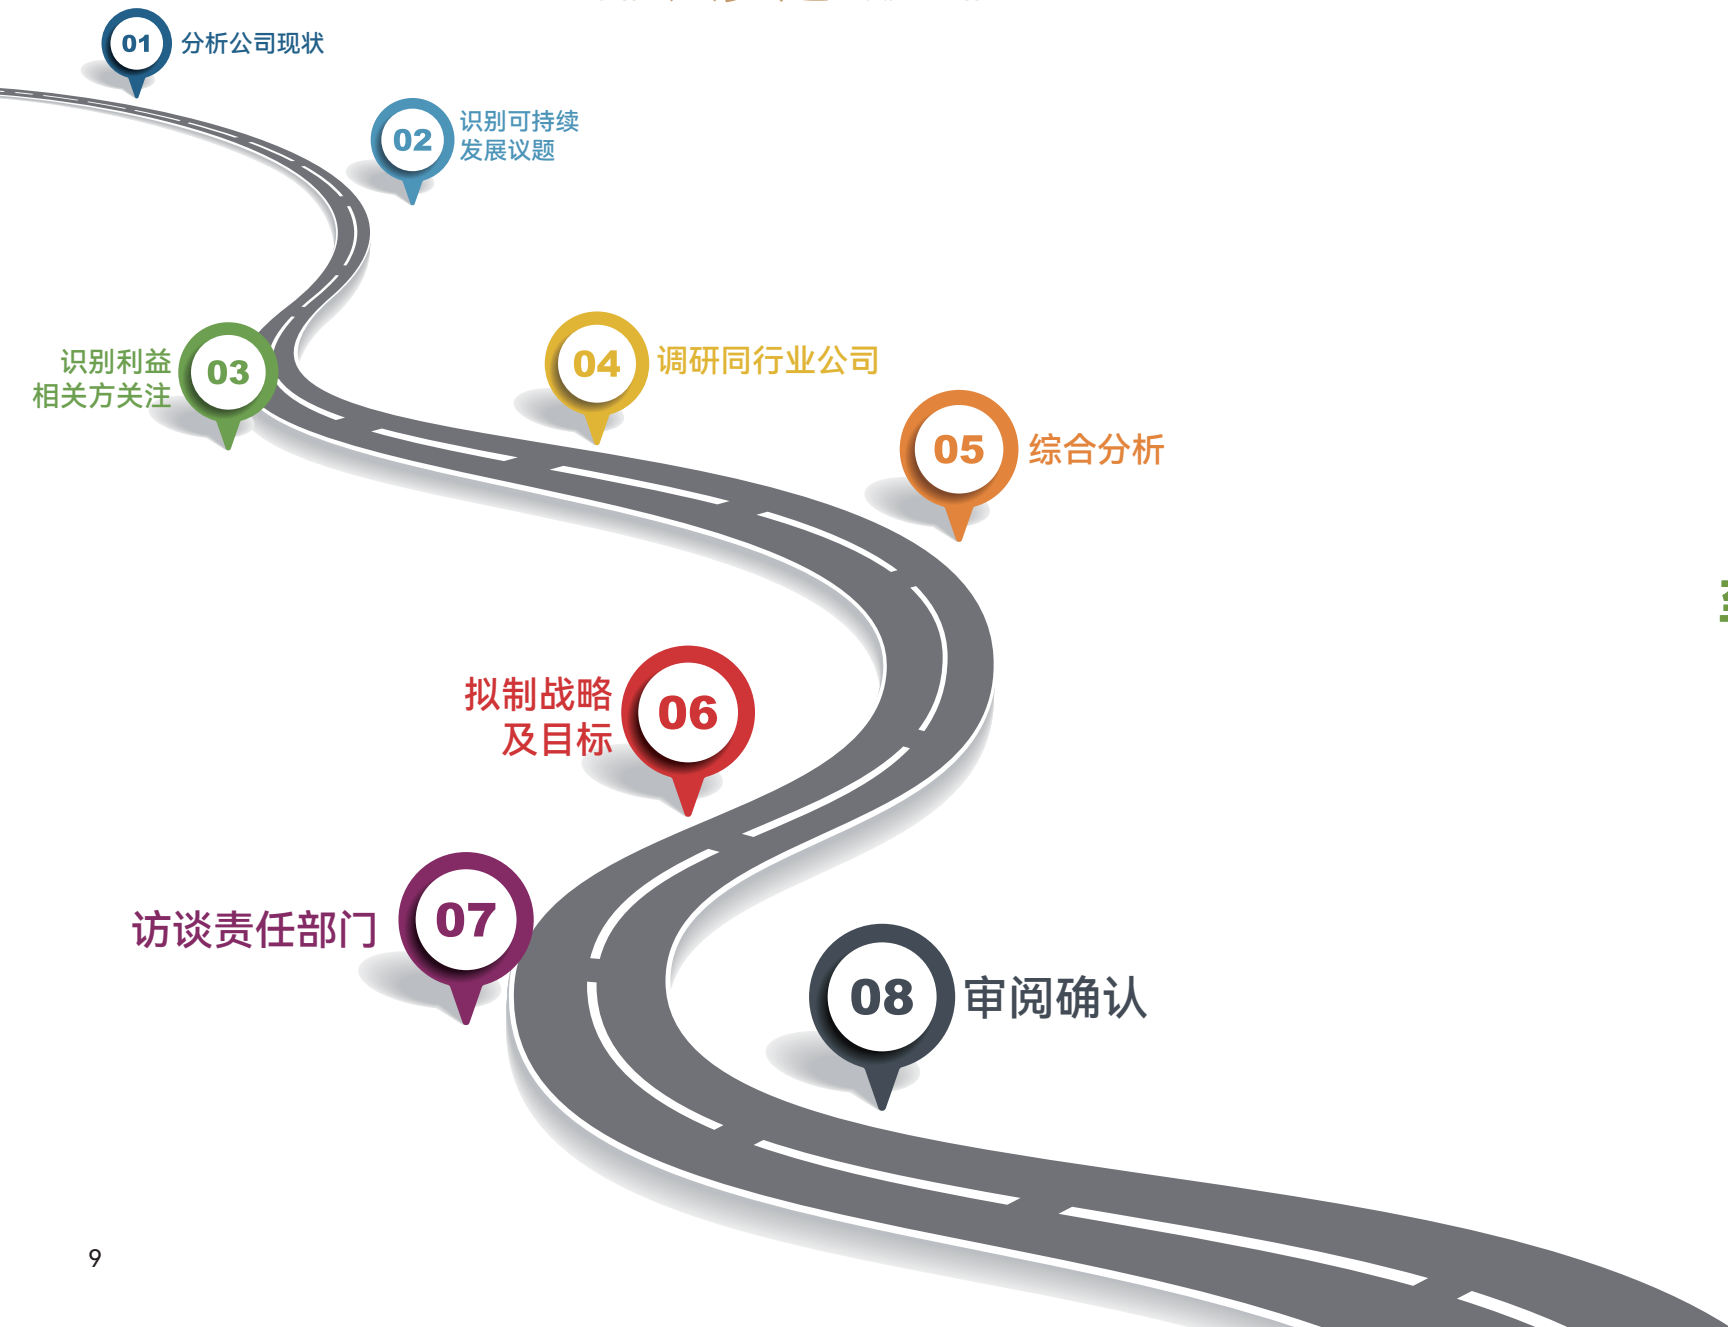 01
分析公司现状
02
识别可持续
发展议题
03
识别利益
相关方关注
04
调研同行业公司
05
综合分析
06
拟制战略
及目标
07
访谈责任部门
08
审阅确认
9